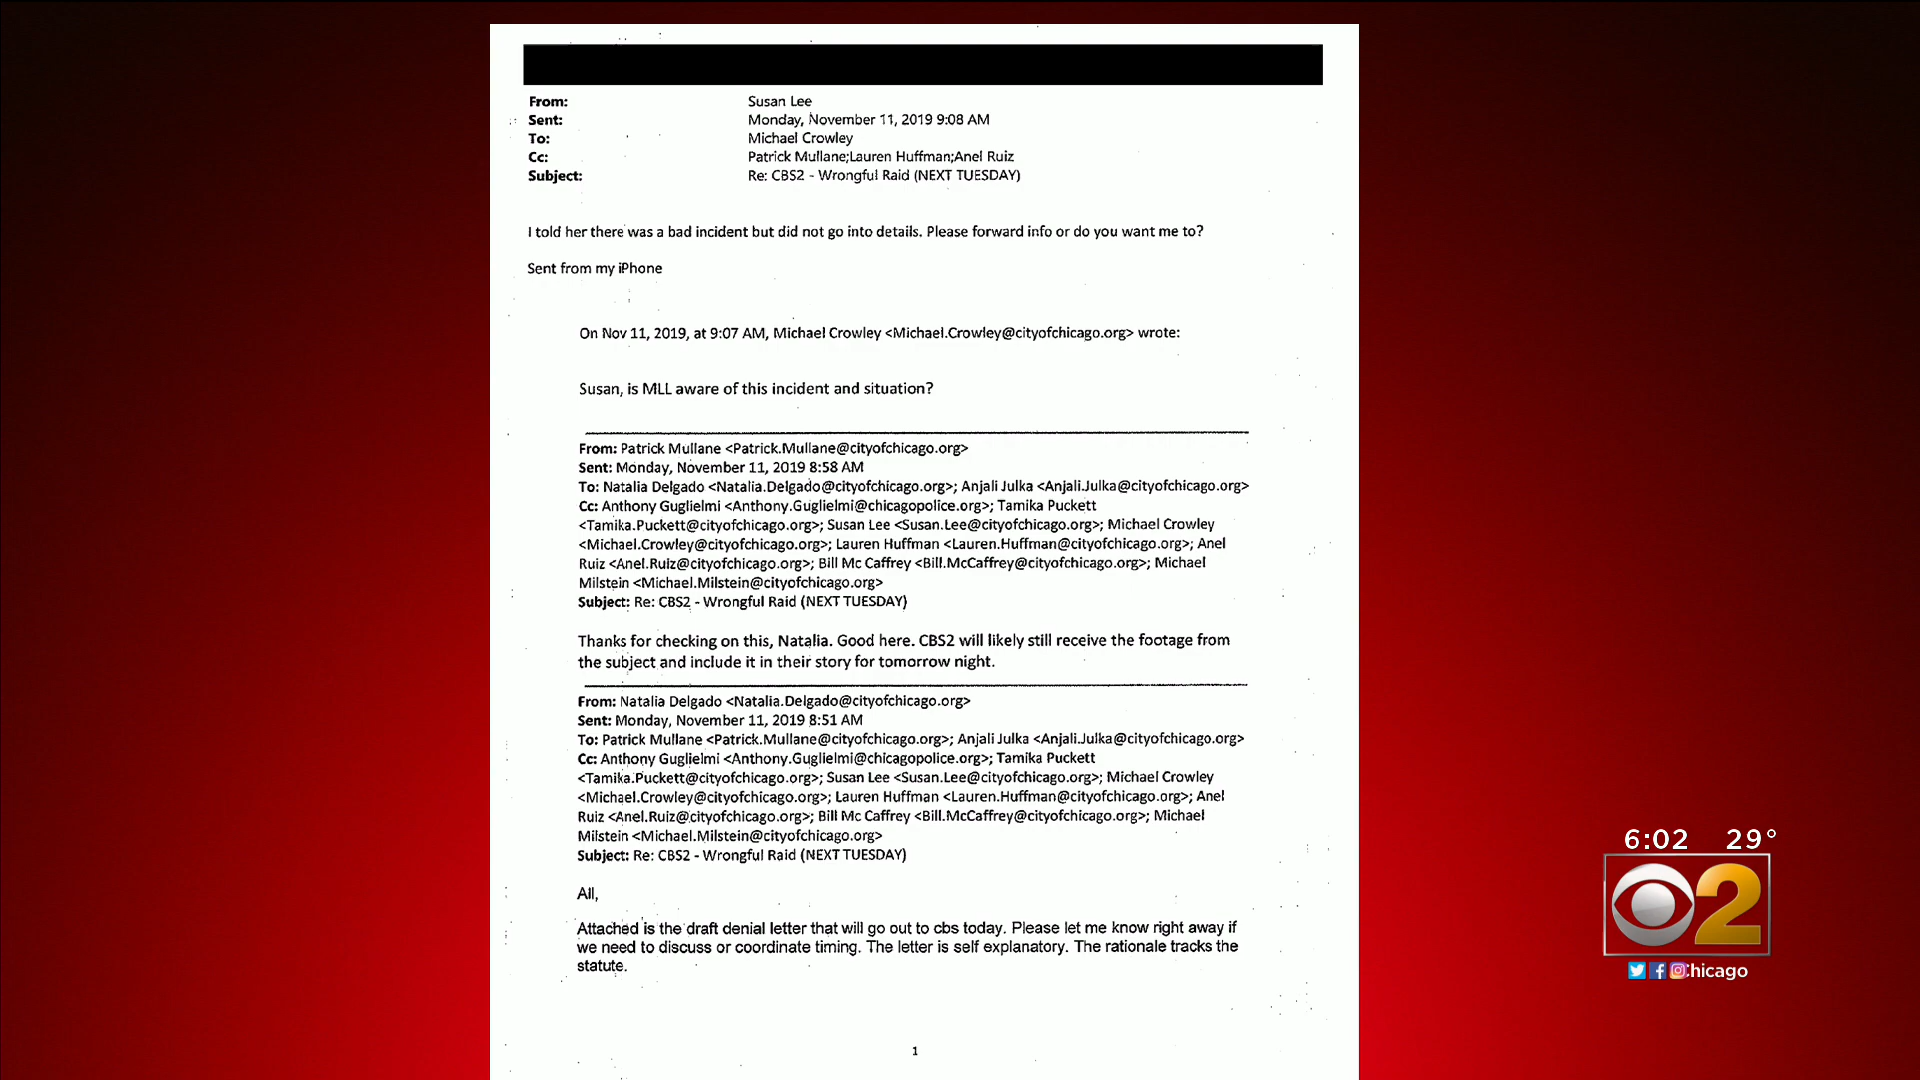 From: Susan Lee
Sent: Monday, November 11, 2019 9:08 AM
To: Michael Crowley
Cc: Patrick Mullane;Lauren Huffman;Anel Ruiz
Subject: Re: CBS2 - Wrongful Raid (NEXT TUESDAY)
I told her there was a bad incident but did not go into details. Please forward info or do you want me to?
Sent from my iPhone
On Nov 11, 2019, at 9:07 AM, Michael Crowley <Michael.Crowley@cityofchicago.org> wrote:
Susan, is MLL aware of this incident and situation?
From: Patrick Mullane <Patrick.Mullane@cityofchicago.org>
Sent: Monday, November 11, 2019 8:58 AM
To: Natalia Delgado <Natalia.Delgado@cityofchicago.org>; Anjali Julka <Anjali.Julka@cityofchicago.org>
Cc: Anthony Guglielmi <Anthony.Guglielmi@chicagopolice.org>; Tamika Puckett
<Tamika.Puckett@cityofchicago.org>; Susan Lee <Susan.Lee@cityofchicago.org>; Michael Crowley
<Michael.Crowley@cityofchicago.org>; Lauren Huffman <Lauren.Huffman@cityofchicago.org>; Anel
Ruiz <Anel.Ruiz@cityofchicago.org>; Bill Mc Caffrey <Bill.McCaffrey@cityofchicago.org>; Michael
Milstein <Michael.Milstein@cityofchicago.org>
Subject: Re: CBS2 - Wrongful Raid (NEXT TUESDAY)
Thanks for checking on this, Natalia. Good here. CBS2 will likely still receive the footage from
the subject and include it in their story for tomorrow night.
From: Natalia Delgado <Natalia.Delgado@cityofchicago.org>
Sent: Monday, November 11, 2019 8:51 AM
To: Patrick Mullane <Patrick.Mullane@cityofchicago.org>; Anjali Julka <Anjali.Julka@cityofchicago.org>
Cc: Anthony Guglielmi <Anthony.Guglielmi@chicagopolice.org>; Tamika Puckett
<Tamika.Puckett@cityofchicago.org>; Susan Lee <Susan.Lee@cityofchicago.org>; Michael Crowley
<Michael.Crowley@cityofchicago.org>; Lauren Huffman <Lauren.Huffman@cityofchicago.org>; Anel
Ruiz <Anel.Ruiz@cityofchicago.org>; Bill Mc Caffrey <Bill.McCaffrey@cityofchicago.org>; Michael
Milstein <Michael.Milstein@cityofchicago.org>
Subject: Re: CBS2 - Wrongful Raid (NEXT TUESDAY)
All,
Attached is the draft denial letter that will go out to cbs today. Please let me know right away if
we need to discuss or coordinate timing. The letter is self explanatory. The rationale tracks the
statute.
1
6:02 29°
2
Chicago